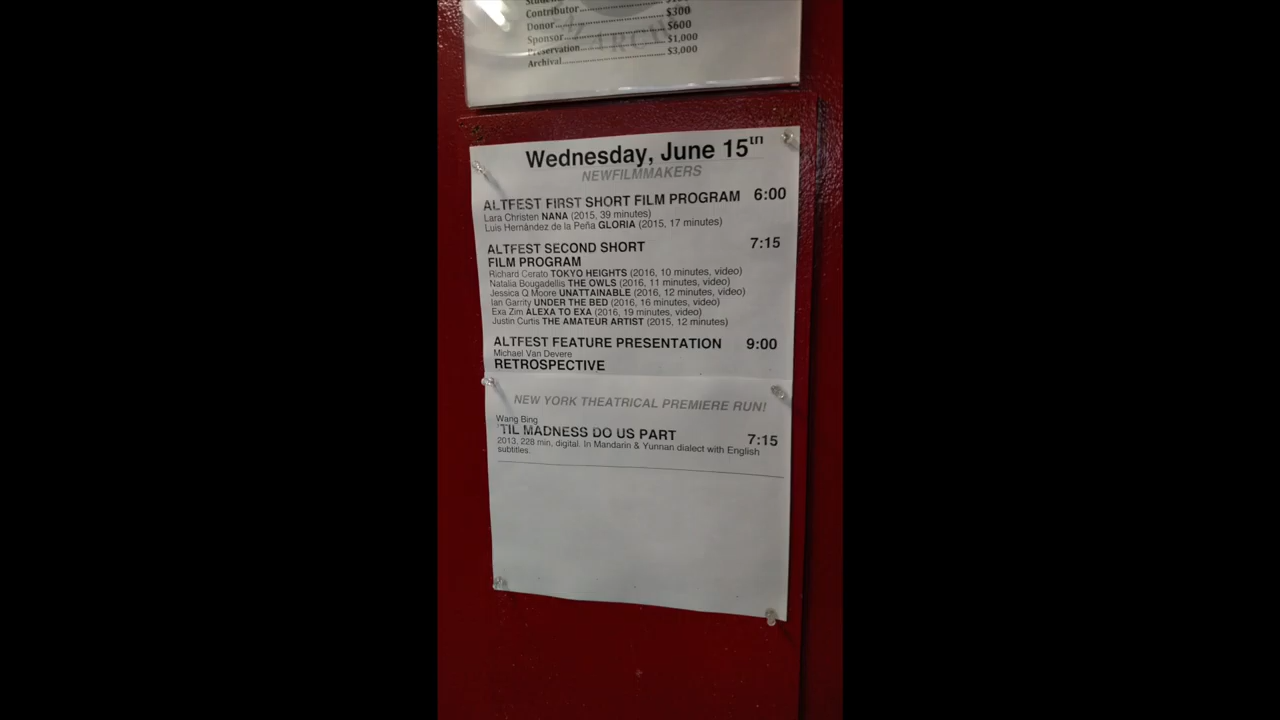 Contributor.......... $300
Donor.......... $600
Sponsor.......... $1,000
Preservation.......... $3,000
Archival..........
Wednesday, June 15th
NEWFILMMAKERS
ALTFEST FIRST SHORT FILM PROGRAM 6:00
Lara Christen NANA (2015, 39 minutes)
Luis Hernàndez de la Peña GLORIA (2015, 17 minutes)
ALTFEST SECOND SHORT 7:15
FILM PROGRAM
Richard Cerato TOKYO HEIGHTS (2016, 10 minutes, video)
Natalia Bougadellis THE OWLS (2016, 11 minutes, video)
Jessica Q Moore UNATTAINABLE (2016, 12 minutes, video)
Ian Garrity UNDER THE BED (2016, 16 minutes, video)
Exa Zim ALEXA TO EXA (2016, 19 minutes, video)
Justin Curtis THE AMATEUR ARTIST (2015, 12 minutes)
ALTFEST FEATURE PRESENTATION 9:00
Michael Van Devere
RETROSPECTIVE
NEW YORK THEATRICAL PREMIERE RUN!
Wang Bing
'TIL MADNESS DO US PART 7:15
2013, 228 min, digital. In Mandarin & Yunnan dialect with English
subtitles.